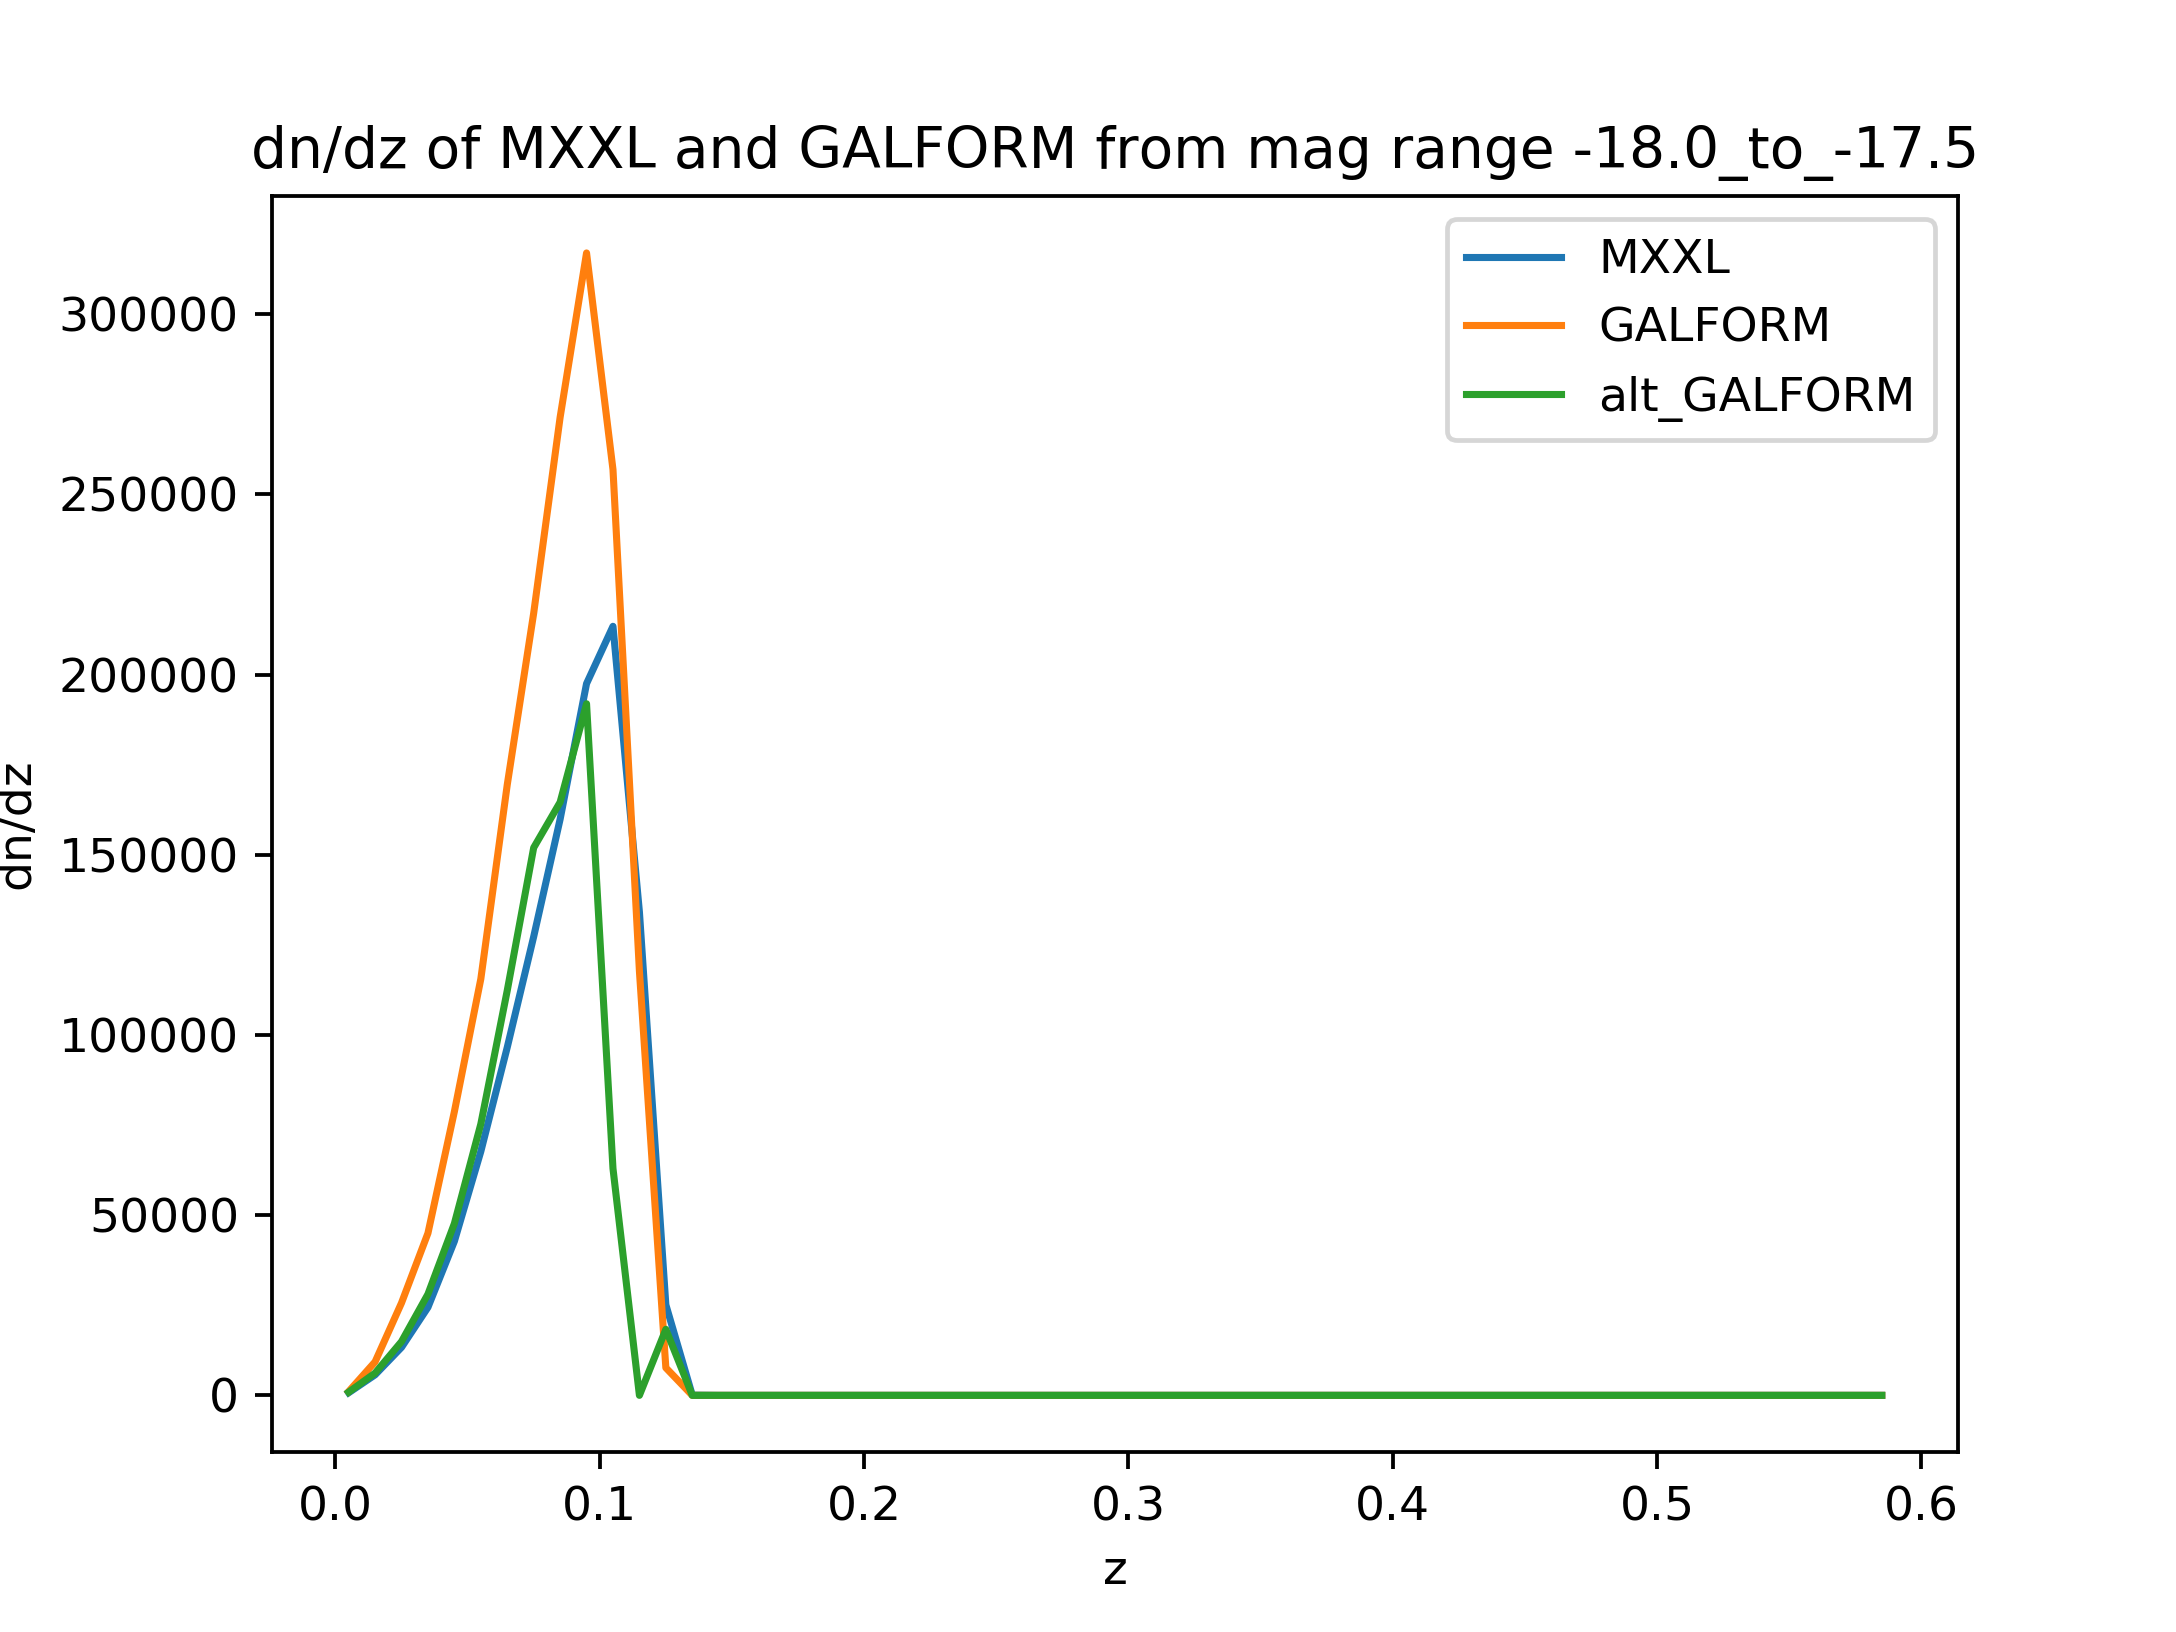 dn/dz of MXXL and GALFORM from mag range -18.0_to_-17.5
MXXL
GALFORM
alt_GALFORM
dn/dz
300000
250000
200000
150000
100000
50000
0
0.0 0.1 0.2 0.3 0.4 0.5 0.6
z